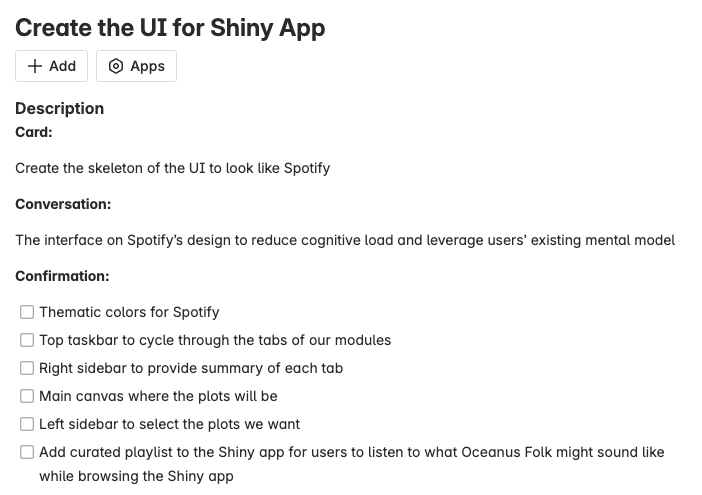 Create the UI for Shiny App
Add
Apps
Description
Card:
Create the skeleton of the UI to look like Spotify
Conversation:
The interface on Spotify’s design to reduce cognitive load and leverage users’ existing mental model
Confirmation:
Thematic colors for Spotify
Top taskbar to cycle through the tabs of our modules
Right sidebar to provide summary of each tab
Main canvas where the plots will be
Left sidebar to select the plots we want
Add curated playlist to the Shiny app for users to listen to what Oceanus Folk might sound like
while browsing the Shiny app